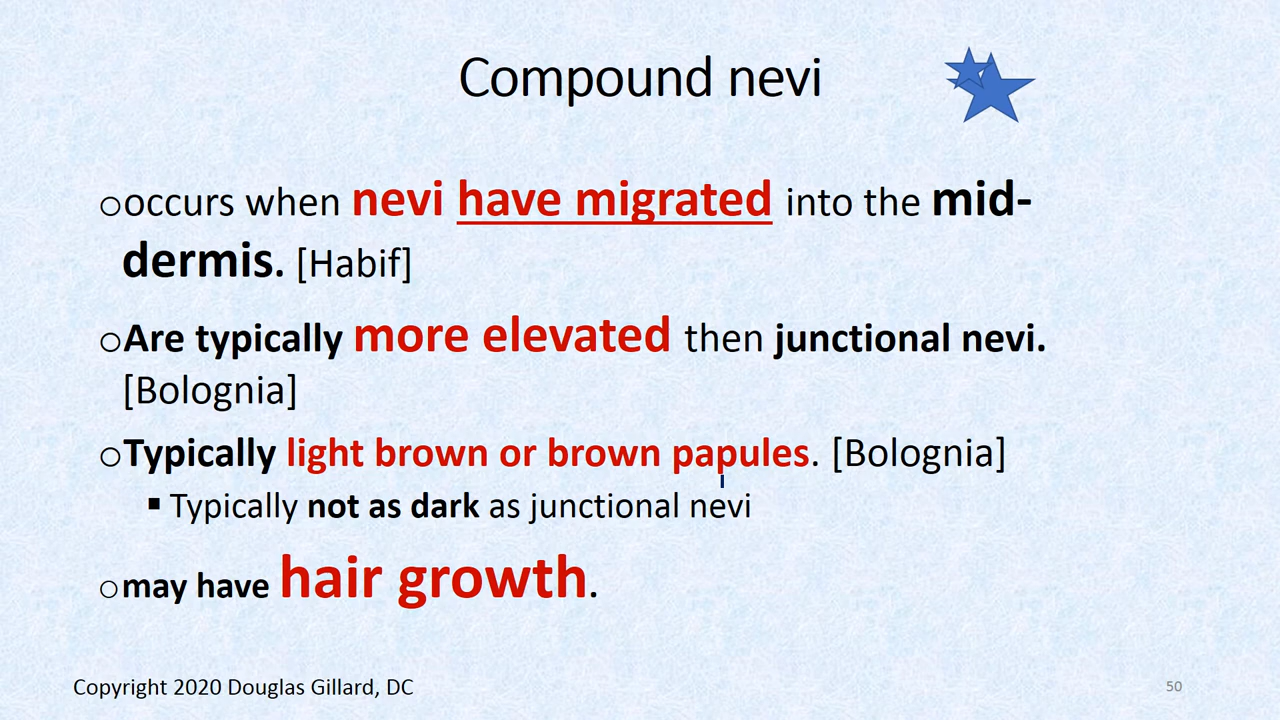 Compound nevi
occurs when nevi have migrated into the mid-
dermis. [Habif]
Are typically more elevated then junctional nevi.
[Bolognia]
Typically light brown or brown papules. [Bolognia]
Typically not as dark as junctional nevi
may have hair growth.
Copyright 2020 Douglas Gillard, DC
50